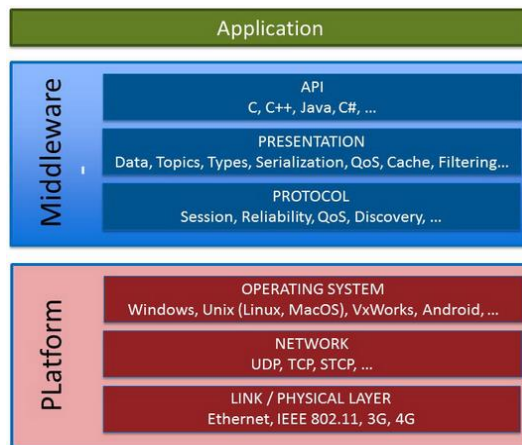 Application
Middleware
API
C, C++, Java, C#, ...
PRESENTATION
Data, Topics, Types, Serialization, QoS, Cache, Filtering...
PROTOCOL
Session, Reliability, QoS, Discovery, ...
PLatform
OPERATING SYSTEM
Windows, Unix (Linux, MacOS), VxWorks, Android, ...
NETWORK
UDP, TCP, STCP, ...
LINK / PHYSICAL LAYER
Ethernet, IEEE 802.11, 3G, 4G